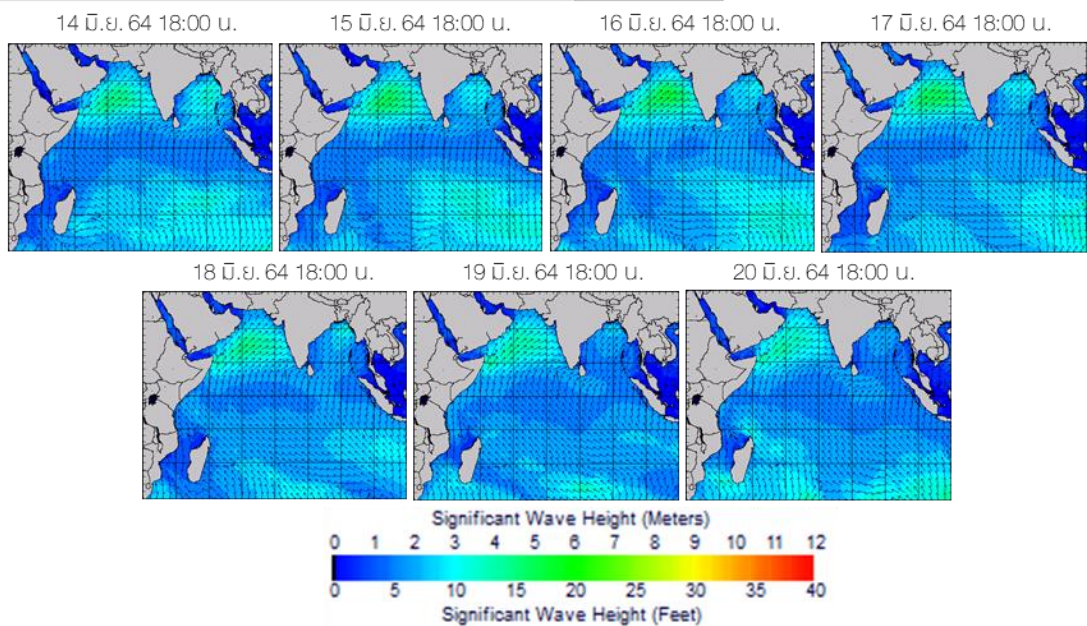 14 มิ.ย. 64 18:00 น. 15 มิ.ย. 64 18:00 น. 16 มิ.ย. 64 18:00 น. 17 มิ.ย. 64 18:00 น.
18 มิ.ย. 64 18:00 น. 19 มิ.ย. 64 18:00 น. 20 มิ.ย. 64 18:00 น.
Significant Wave Height (Meters)
0 1 2 3 4 5 6 7 8 9 10 11 12
0 5 10 15 20 25 30 35 40
Significant Wave Height (Feet)